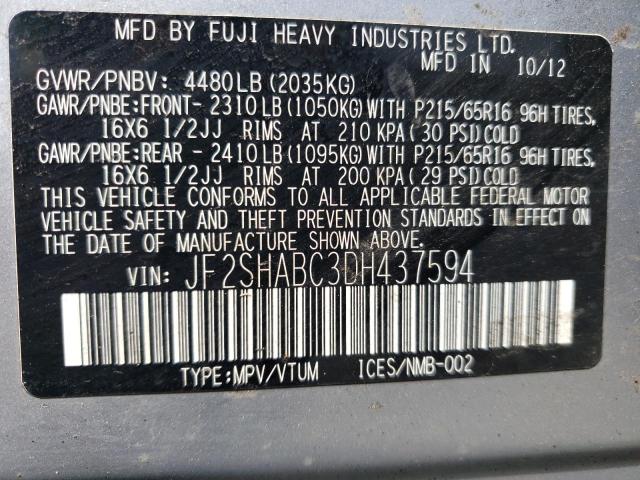 MFD BY FUJI HEAVY INDUSTRIES LTD.
MFD IN 10/12
GVWR/PNBV: 4480LB(2035KG)
GAWR/PNBE:FRONT- 2310LB(1050KG)WITH P215/65R16 96H TIRES,
16X6 1/2JJ RIMS AT 210 KPA(30 PSI)COLD
GAWR/PNBE:REAR - 2410LB(1095KG)WITH P215/65R16 96H TIRES,
16X6 1/2JJ RIMS AT 200 KPA(29 PSI)COLD
THIS VEHICLE CONFORMS TO ALL APPLICABLE FEDERAL MOTOR
VEHICLE SAFETY AND THEFT PREVENTION STANDARDS IN EFFECT ON
THE DATE OF MANUFACTURE SHOWN ABOVE.
VIN: JF2SHABC3DH437594
TYPE:MPV/VTUM ICES/NMB-002